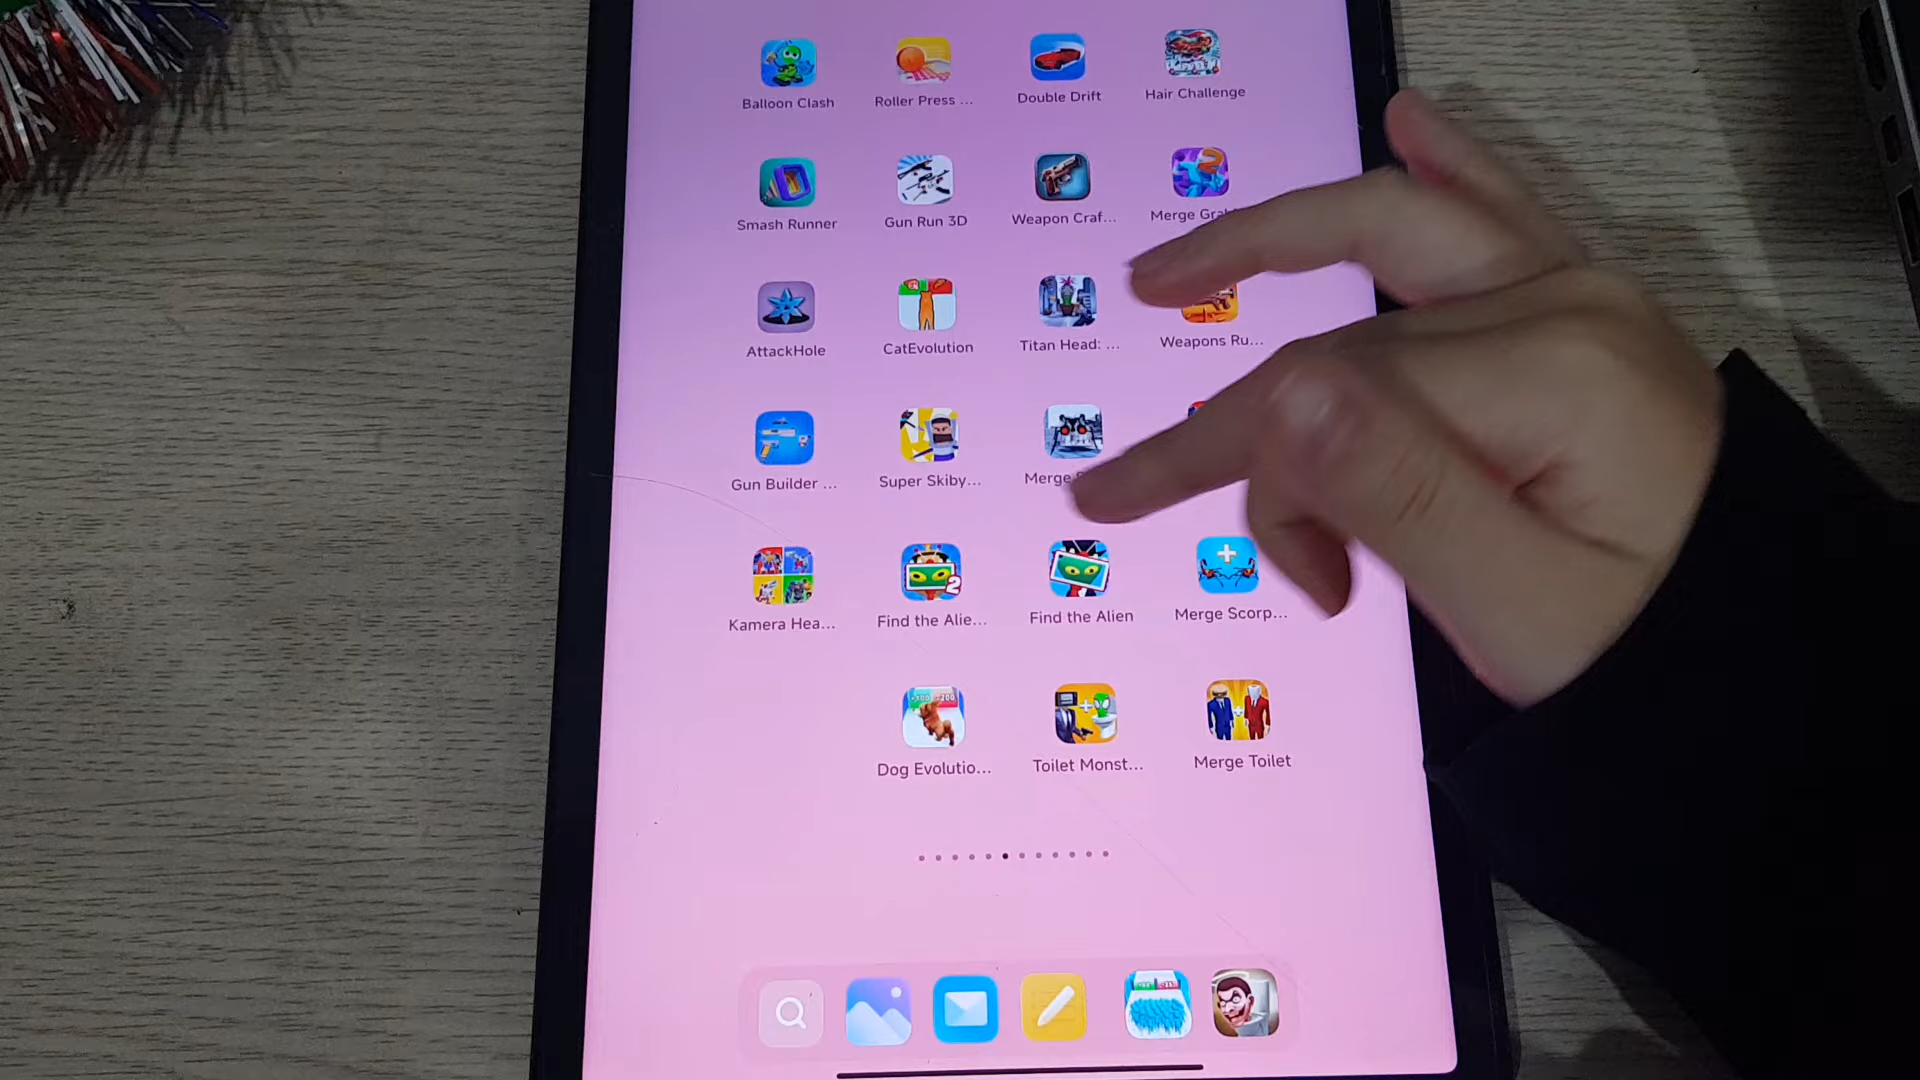 Balloon Clash
Roller Press ...
Double Drift
Hair Challenge
Smash Runner
Gun Run 3D
Weapon Craf...
Merge
AttackHole
CatEvolution
Titan Head: ...
Weapons Ru...
Gun Builder ...
Super Skiby...
Merge
Kamera Hea...
2
Find the Alie...
Find the Alien
Merge Scorp...
Dog Evolutio...
Toilet Monst...
Merge Toilet